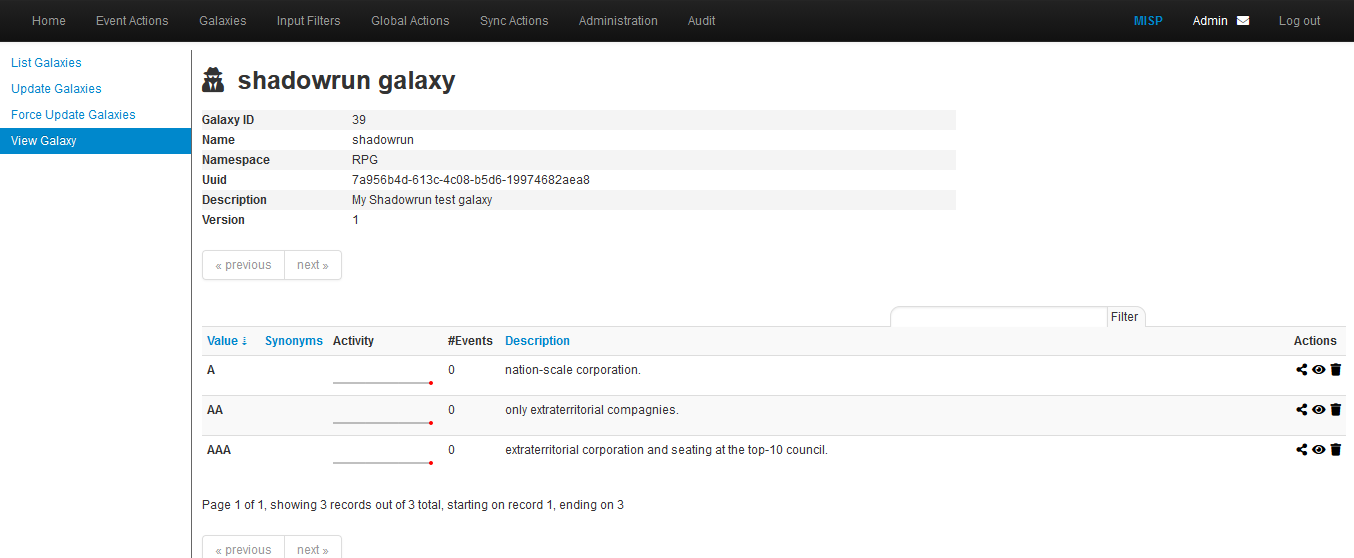 Home Event Actions Galaxies Input Filters Global Actions Sync Actions Administration Audit MISP Admin Log out
List Galaxies
Update Galaxies
Force Update Galaxies
View Galaxy
shadowrun galaxy
Galaxy ID 39
Name shadowrun
Namespace RPG
Uuid 7a956b4d-613c-4c08-b5d6-19974682aea8
Description My Shadowrun test galaxy
Version 1
« previous next »
Filter
Value ↓ Synonyms Activity #Events Description Actions
A 0 nation-scale corporation.
AA 0 only extraterritorial compagnies.
AAA 0 extraterritorial corporation and seating at the top-10 council.
Page 1 of 1, showing 3 records out of 3 total, starting on record 1, ending on 3
« previous next »